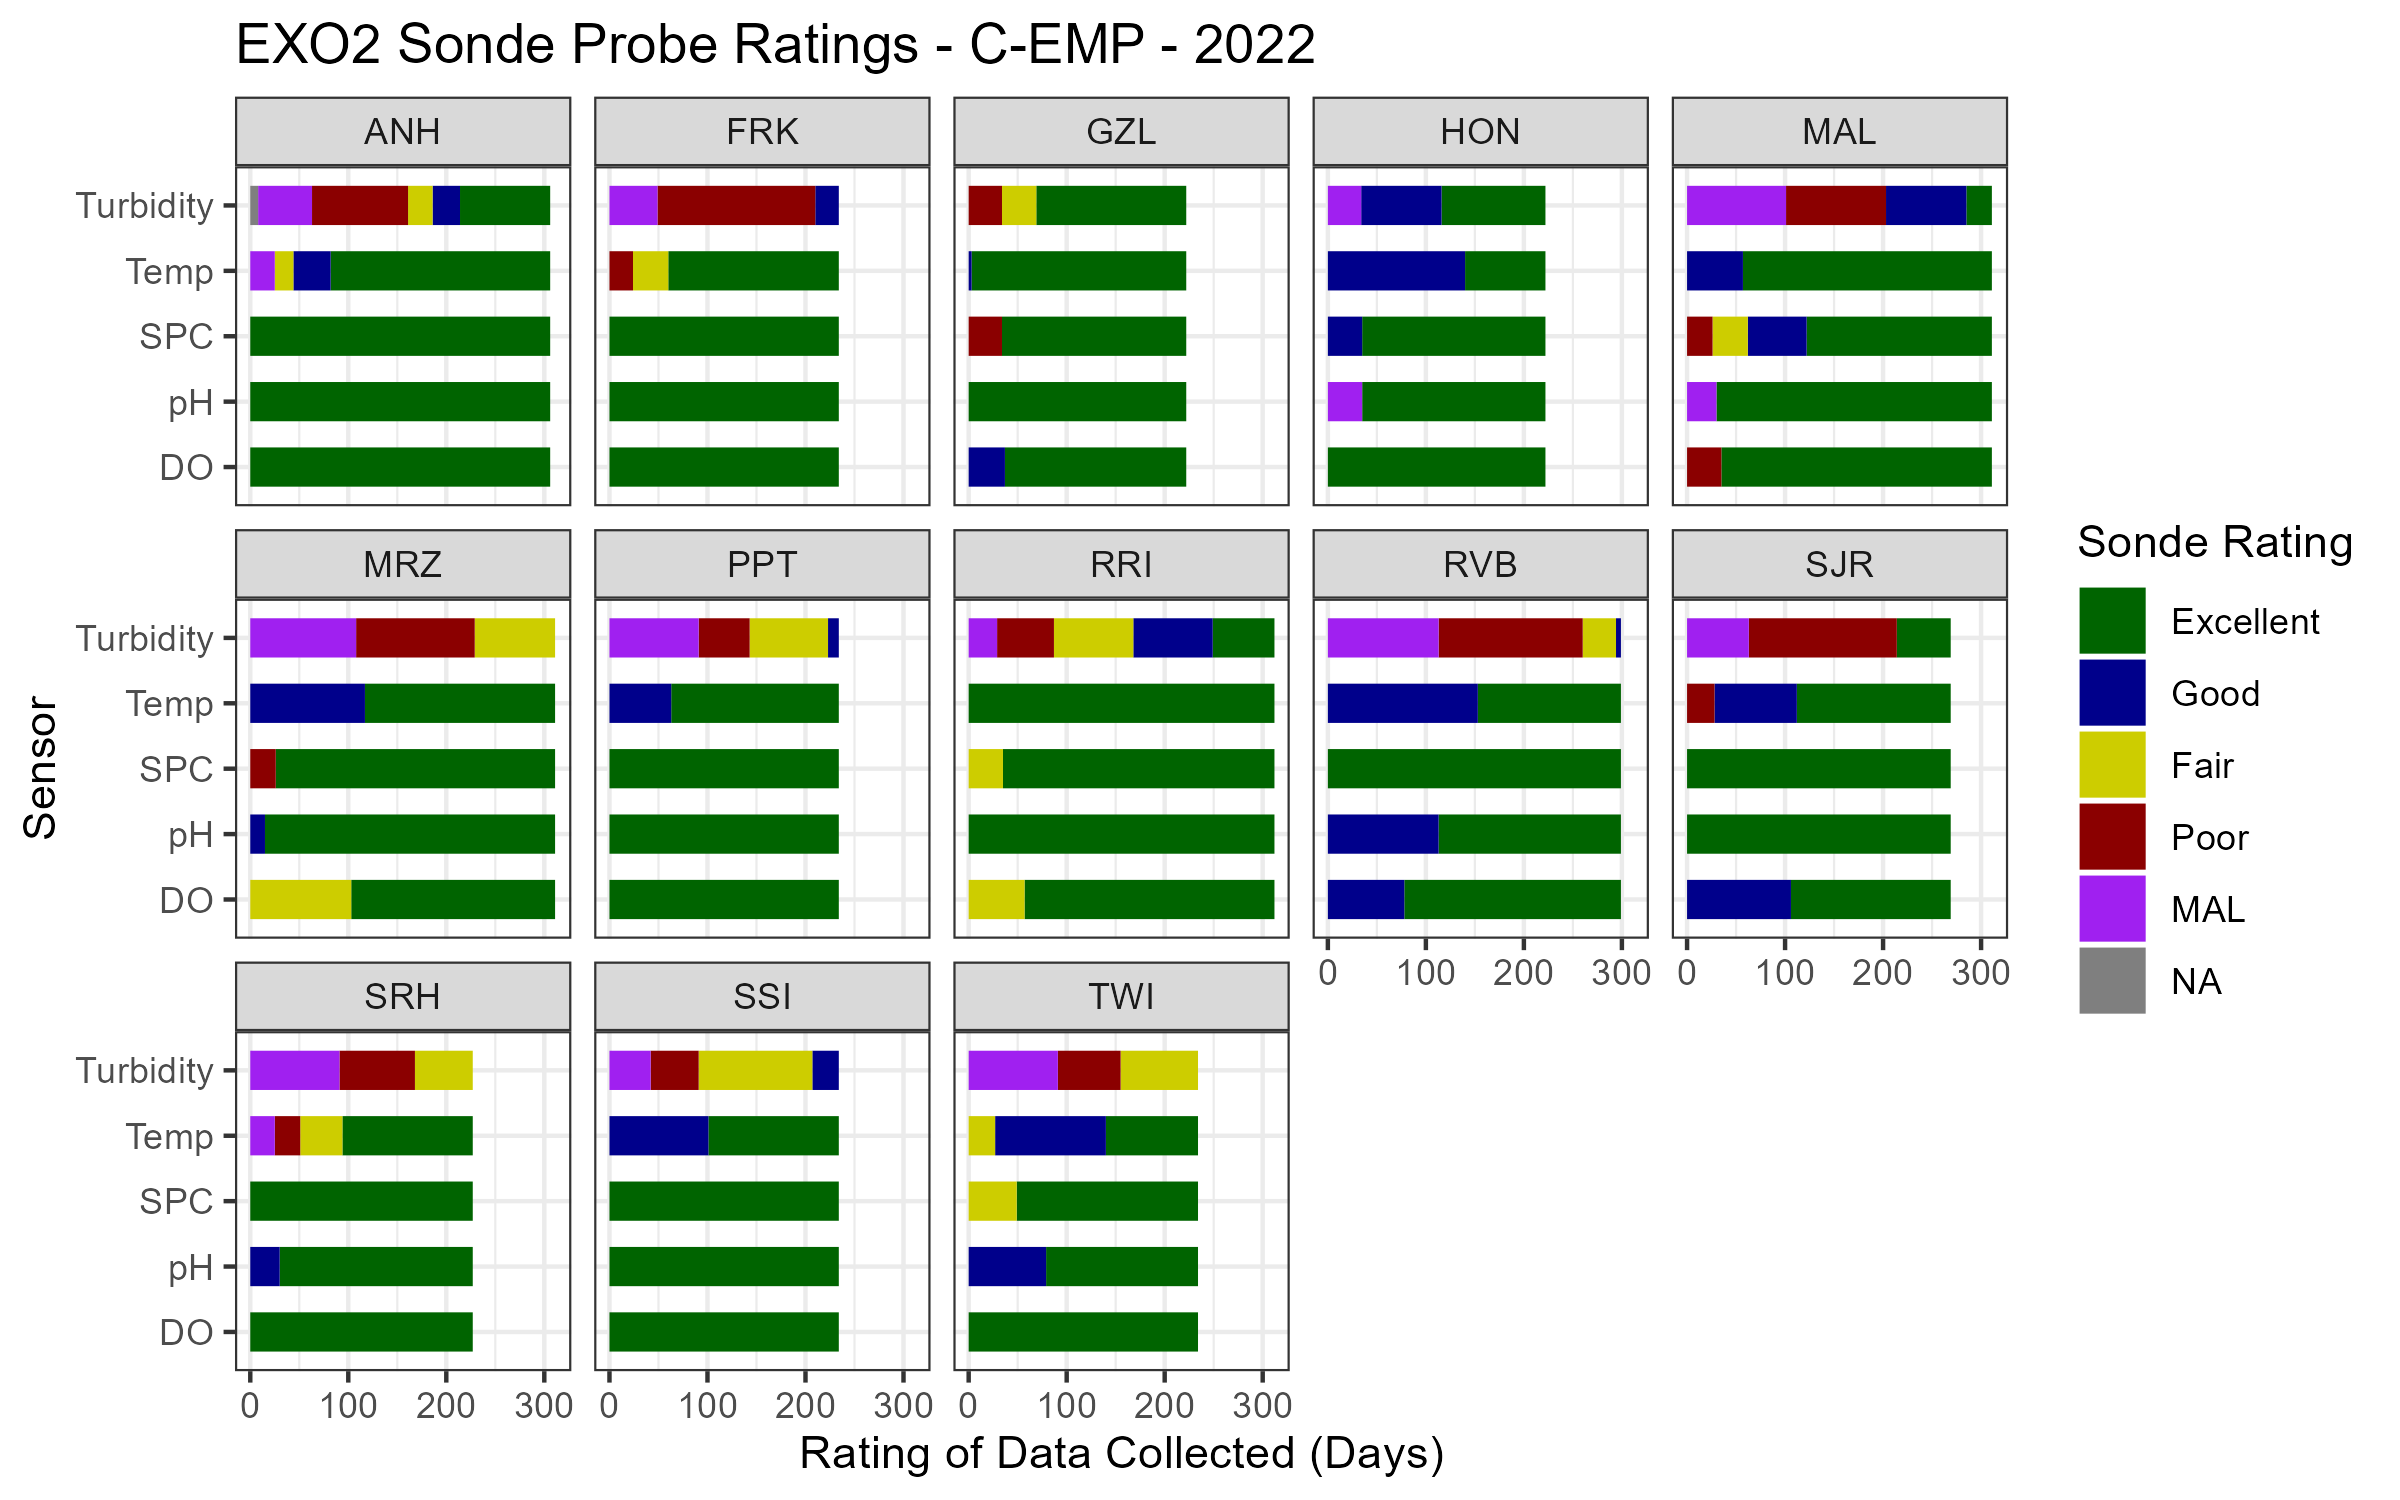 EXO2 Sonde Probe Ratings - C-EMP - 2022
ANH FRK GZL HON MAL
Turbidity
Temp
SPC
pH
DO
MRZ PPT RRI RVB SJR
Turbidity
Temp
SPC
pH
DO
0 100 200 300 0 100 200 300
SRH SSI TWI
Turbidity
Temp
SPC
pH
DO
0 100 200 300 0 100 200 300 0 100 200 300
Rating of Data Collected (Days)
Sensor
Sonde Rating
Excellent
Good
Fair
Poor
MAL
NA